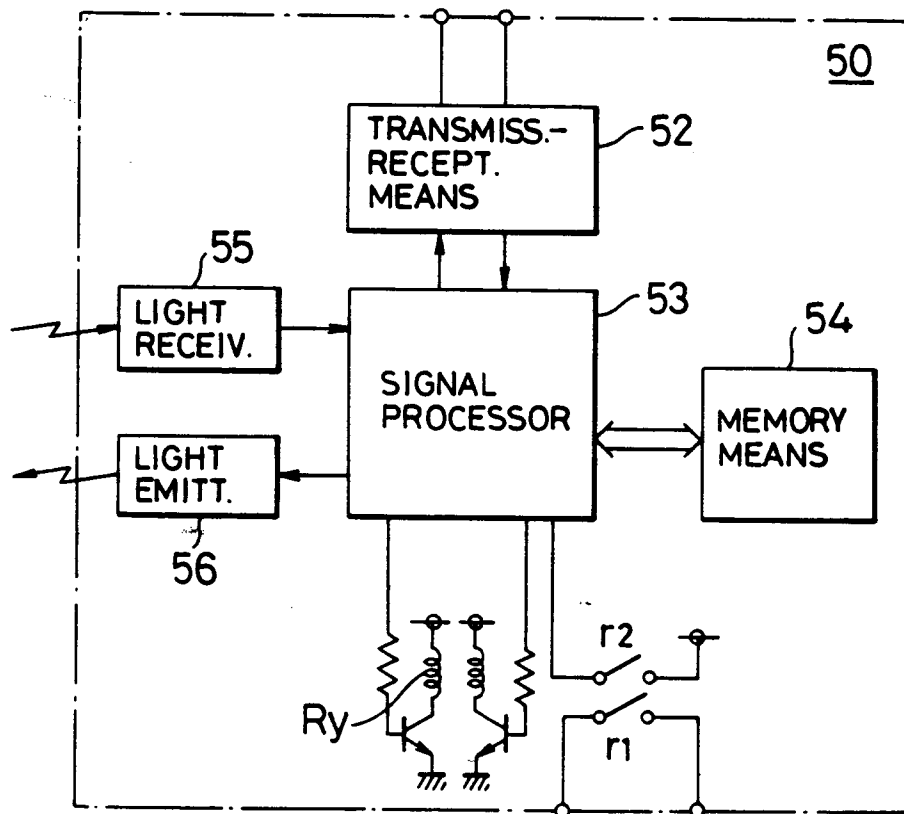 50
TRANSMISS.-
RECEPT.
MEANS
52
55
LIGHT
RECEIV.
53
SIGNAL
PROCESSOR
54
MEMORY
MEANS
LIGHT
EMITT.
56
Ry
r2
r1